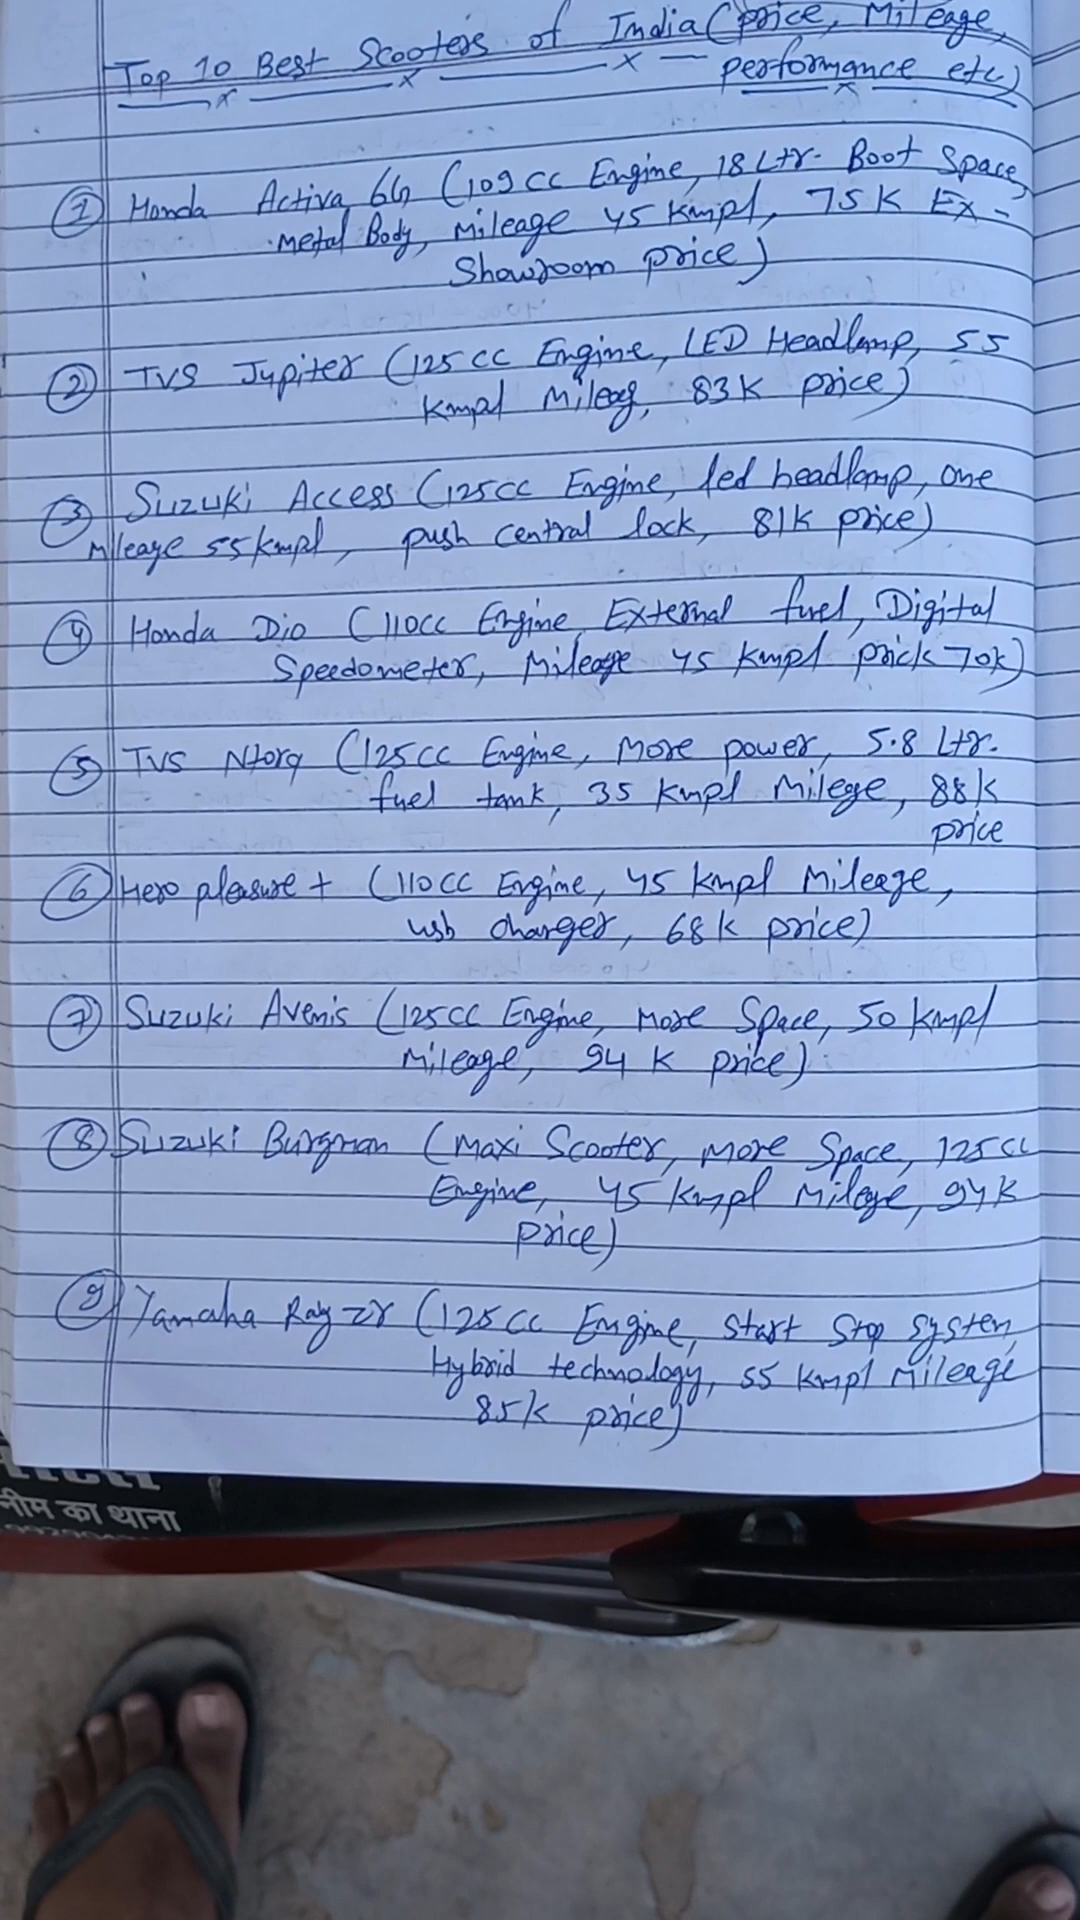 Top 10 Best Scooters of India (price, Mileage,
performance etc)
① Honda Activa 6G (109 cc Engine, 18 Ltr. Boot Space,
Metal Body, Mileage 45 Kmpl, 75K Ex-
Showroom price)
② TVS Jupiter (125 cc Engine, LED Headlamp, 55
Kmpl Mileag, 83K price)
③ Suzuki Access (125cc Engine, led headlamp, one
Mileage 55 kmpl, push central lock, 81K price)
④ Honda Dio (110cc Engine, External fuel, Digital
Speedometer, Mileage 45 Kmpl price 70k)
⑤ TVS Ntorq (125cc Engine, More power, 5.8 Ltr.
fuel tank, 35 Kmpl Milege, 88k
price
⑥ Hero pleasure + (110cc Engine, 45 kmpl Mileage,
usb charger, 68k price)
⑦ Suzuki Avenis (125cc Engine, More Space, 50 kmpl
Mileage, 94 K price)
⑧ Suzuki Burgman (Maxi Scooter, More Space, 125cc
Engine, 45 Kmpl Milege, 94K
price)
⑨ Yamaha Ray zr (125 cc Engine, Start Stop System,
Hybrid technology, 55 kmpl Mileage
85k price)
नीम का थाना